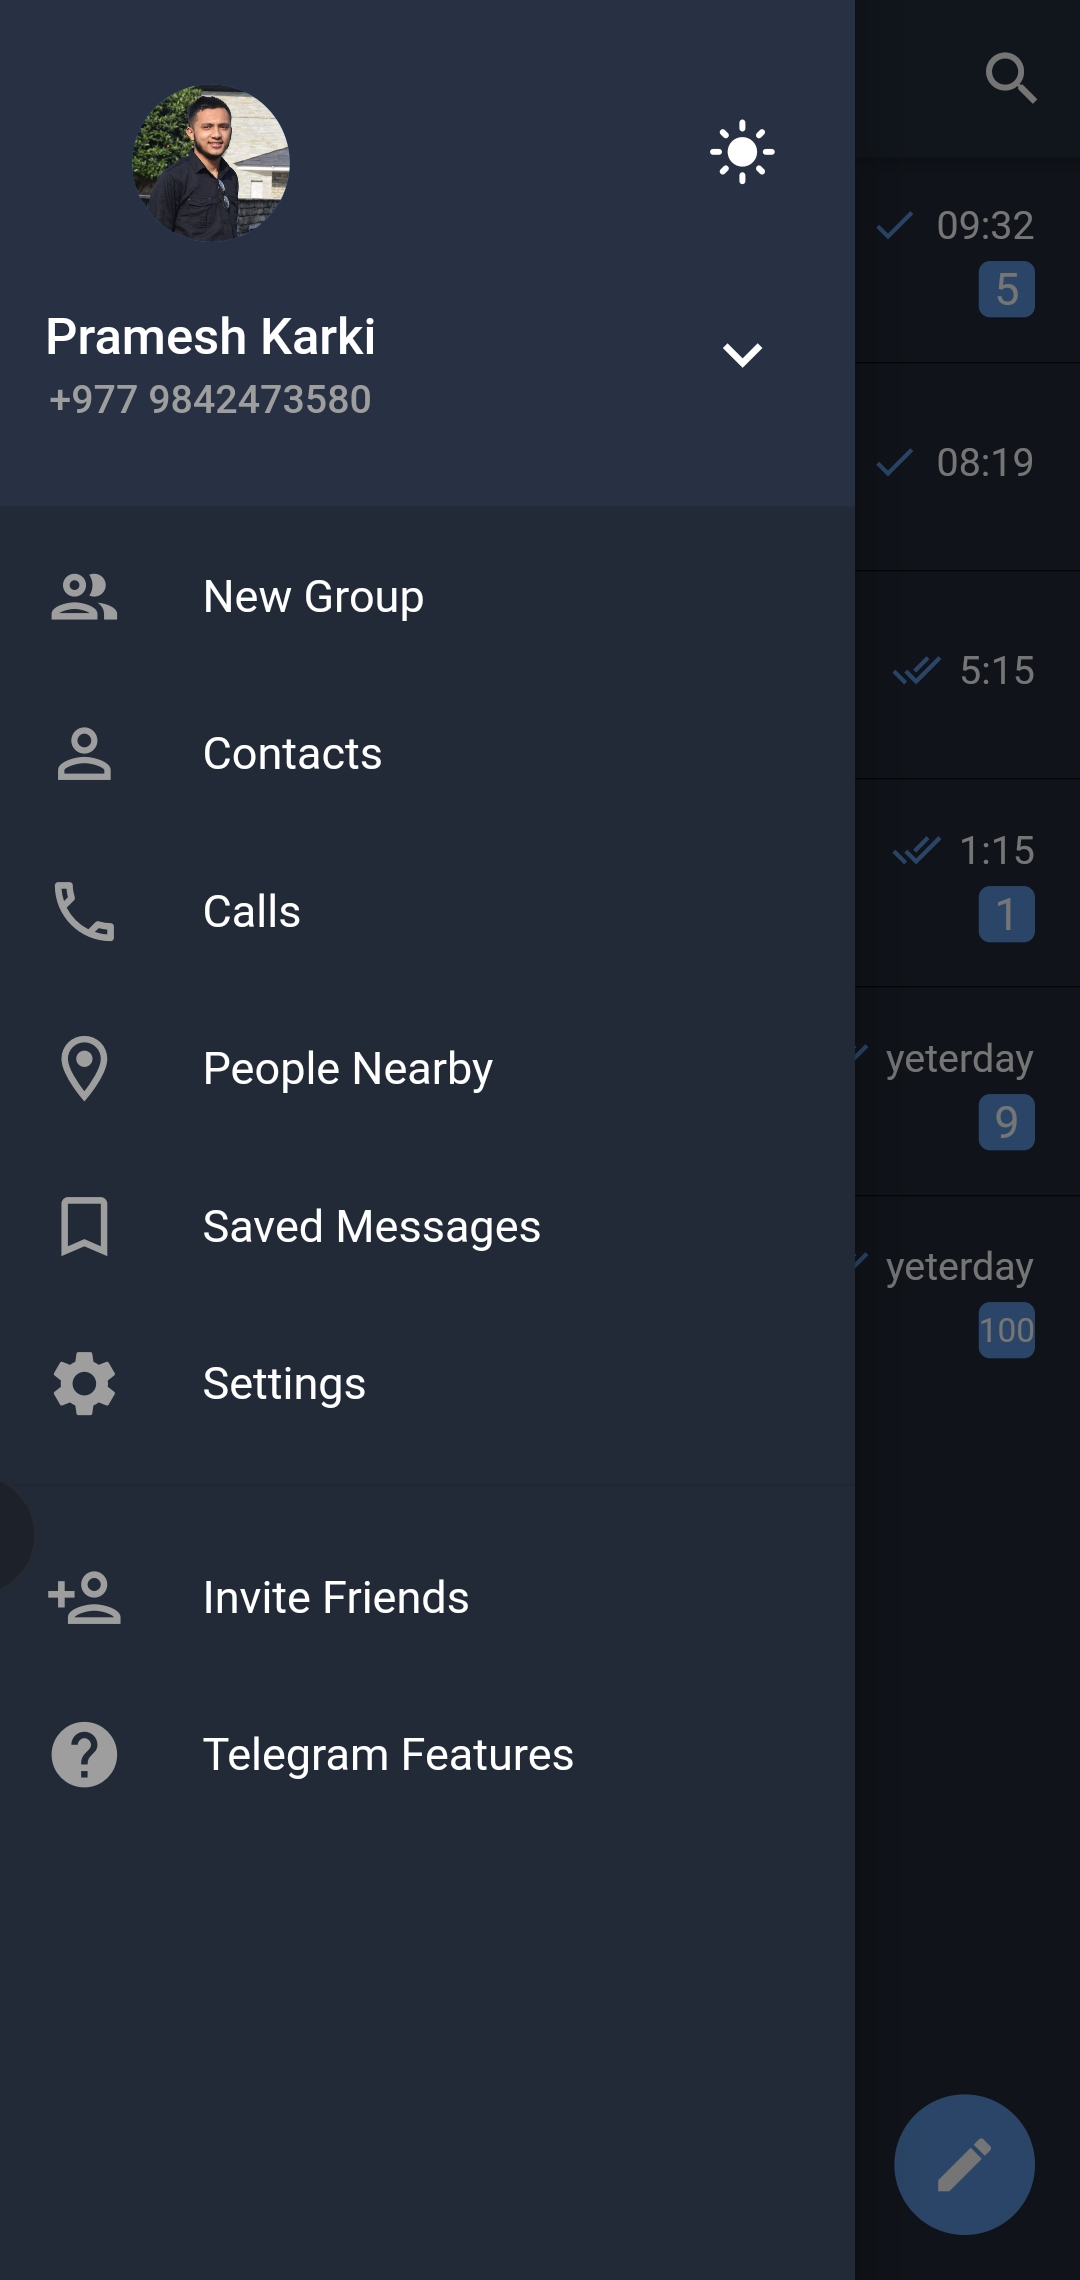 Pramesh Karki
+977 9842473580
New Group
Contacts
Calls
People Nearby
Saved Messages
Settings
Invite Friends
Telegram Features
09:32
5
08:19
5:15
1:15
1
yeterday
9
yeterday
100